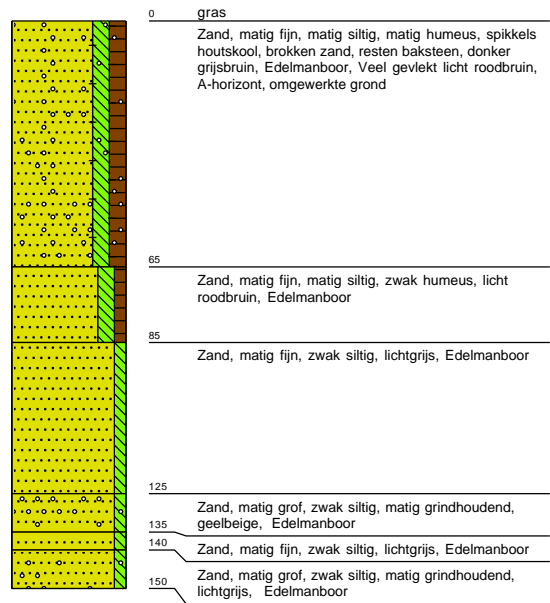 0 gras
Zand, matig fijn, matig siltig, matig humeus, spikkels
houtskool, brokken zand, resten baksteen, donker
grijsbruin, Edelmanboor, Veel gevlekt licht roodbruin,
A-horizont, omgewerkte grond
65
Zand, matig fijn, matig siltig, zwak humeus, licht
roodbruin, Edelmanboor
85
Zand, matig fijn, zwak siltig, lichtgrijs, Edelmanboor
125
Zand, matig grof, zwak siltig, matig grindhoudend,
geelbeige, Edelmanboor
135
Zand, matig fijn, zwak siltig, lichtgrijs, Edelmanboor
140
Zand, matig grof, zwak siltig, matig grindhoudend,
lichtgrijs, Edelmanboor
150